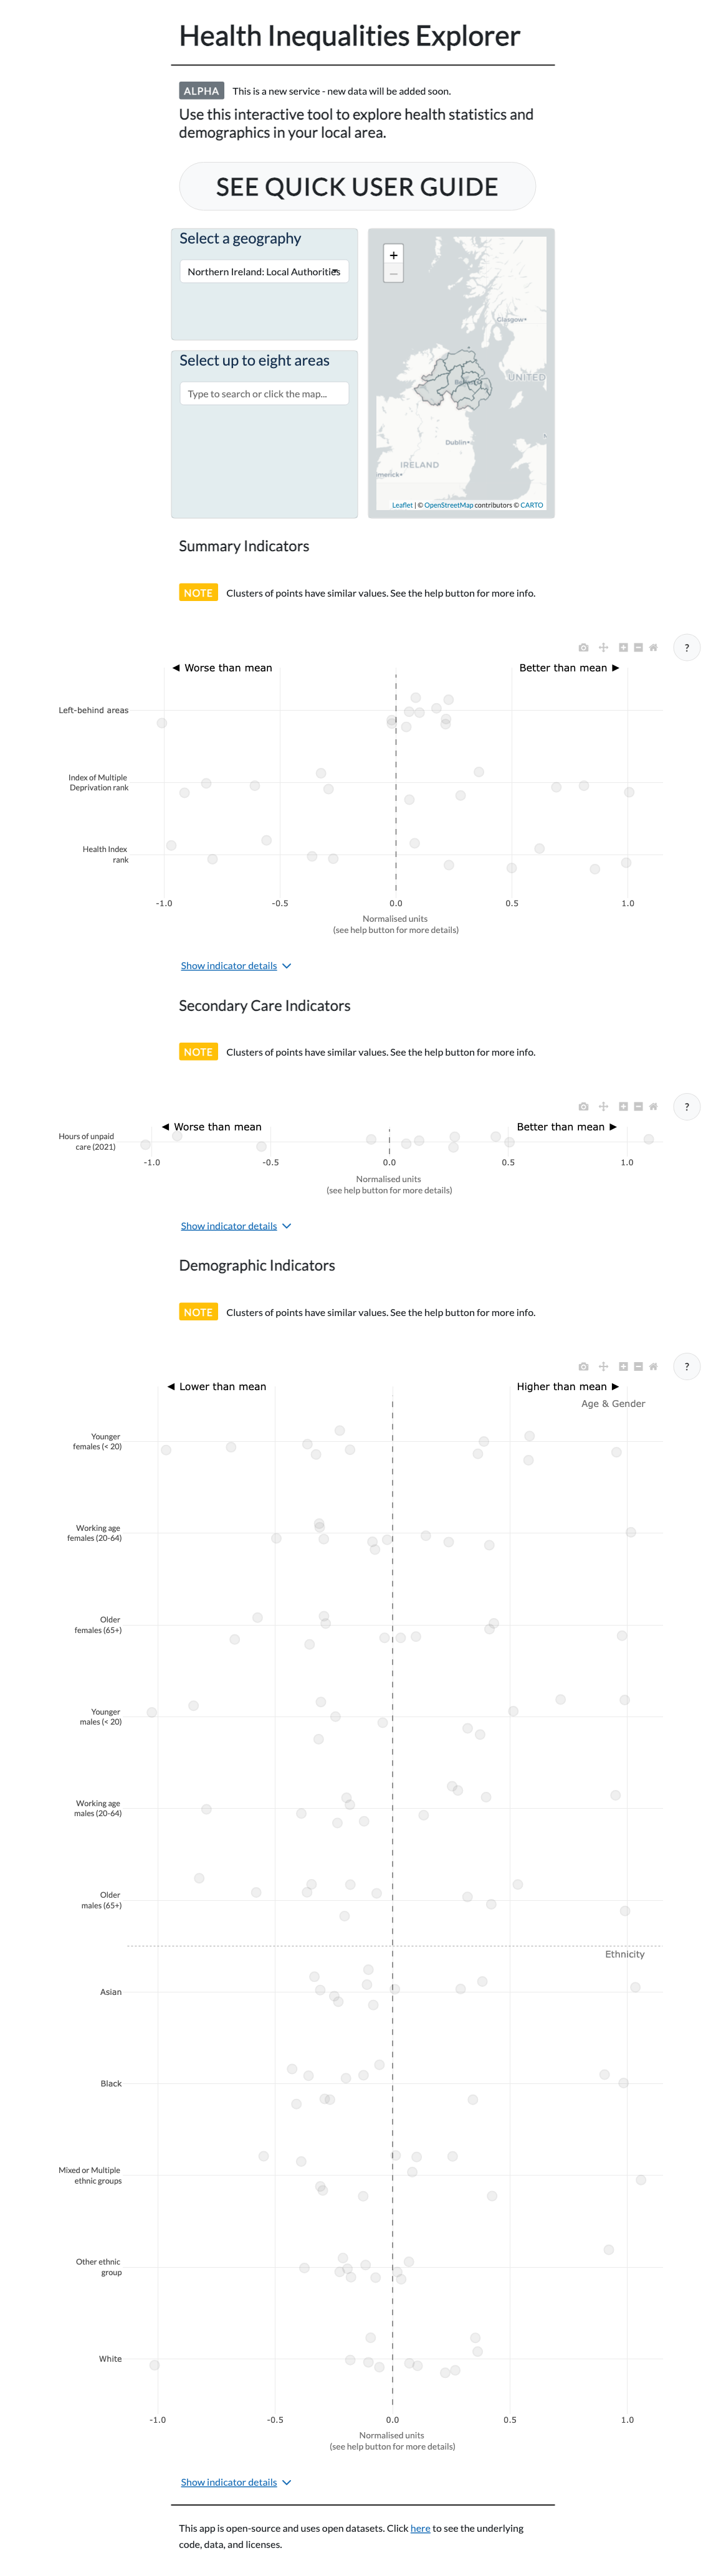 Health Inequalities Explorer
ALPHA This is a new service - new data will be added soon.
Use this interactive tool to explore health statistics and
demographics in your local area.
SEE QUICK USER GUIDE
Select a geography
Northern Ireland: Local Authorities
Select up to eight areas
Type to search or click the map...
+
−
Glasgow
UNITED
Dublin
IRELAND
merick
Leaflet | © OpenStreetMap contributors © CARTO
Summary Indicators
NOTE Clusters of points have similar values. See the help button for more info.
?
◄ Worse than mean Better than mean ►
Left-behind areas
Index of Multiple
Deprivation rank
Health Index
rank
-1.0 -0.5 0.0 0.5 1.0
Normalised units
(see help button for more details)
Show indicator details
Secondary Care Indicators
NOTE Clusters of points have similar values. See the help button for more info.
?
◄ Worse than mean Better than mean ►
Hours of unpaid
care (2021)
-1.0 -0.5 0.0 0.5 1.0
Normalised units
(see help button for more details)
Show indicator details
Demographic Indicators
NOTE Clusters of points have similar values. See the help button for more info.
?
◄ Lower than mean Higher than mean ►
Age & Gender
Younger
females (< 20)
Working age
females (20-64)
Older
females (65+)
Younger
males (< 20)
Working age
males (20-64)
Older
males (65+)
Ethnicity
Asian
Black
Mixed or Multiple
ethnic groups
Other ethnic
group
White
-1.0 -0.5 0.0 0.5 1.0
Normalised units
(see help button for more details)
Show indicator details
This app is open-source and uses open datasets. Click here to see the underlying
code, data, and licenses.